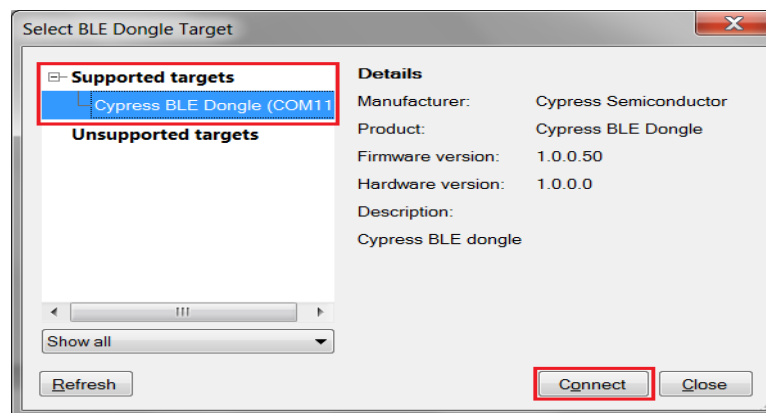 Select BLE Dongle Target
Supported targets
Cypress BLE Dongle (COM11
Unsupported targets
Show all
Refresh
Details
Manufacturer: Cypress Semiconductor
Product: Cypress BLE Dongle
Firmware version: 1.0.0.50
Hardware version: 1.0.0.0
Description:
Cypress BLE dongle
Connect
Close